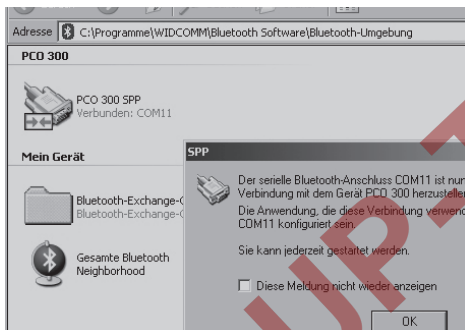 Adresse C:\Programme\WIDCOMM\Bluetooth Software\Bluetooth-Umgebung
PCO 300
PCO 300 SPP
Verbunden: COM11
Mein Gerät
Bluetooth-Exchange-
Bluetooth-Exchange-
Gesamte Bluetooth
Neighborhood
SPP
Der serielle Bluetooth-Anschluss COM11 ist nun
Verbindung mit dem Gerät PCO 300
Die Anwendung, die diese Verbindung
COM11 konfiguriert sein.
Sie kann jederzeit gestartet werden.
Diese Meldung nicht wieder anzeigen
OK
UP-T